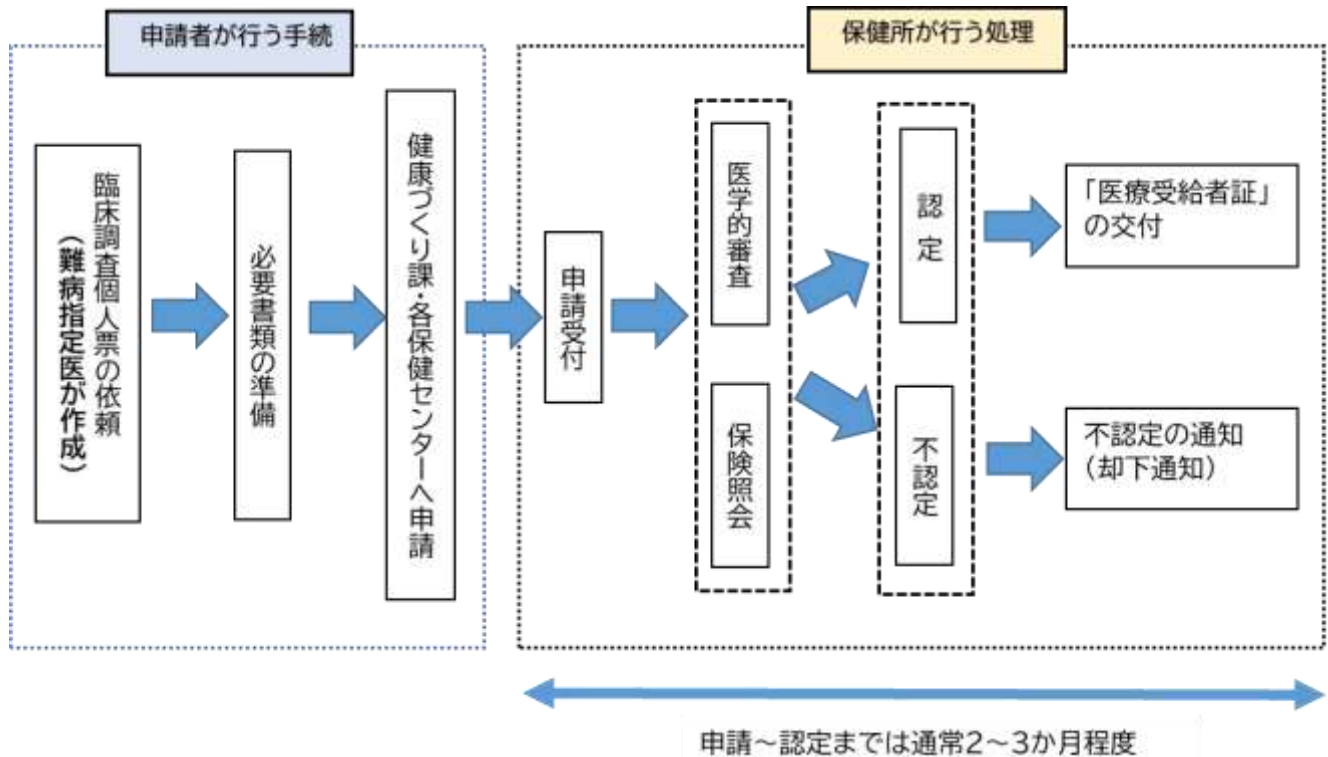 申請者が行う手続
保健所が行う処理
臨床調査個人票の依頼
（難病指定医が作成）
必要書類の準備
健康づくり課・各保健センターへ申請
申請受付
医学的審査
保険照会
認 定
不認定
「医療受給者証」
の交付
不認定の通知
（却下通知）
申請～認定までは通常2～3か月程度